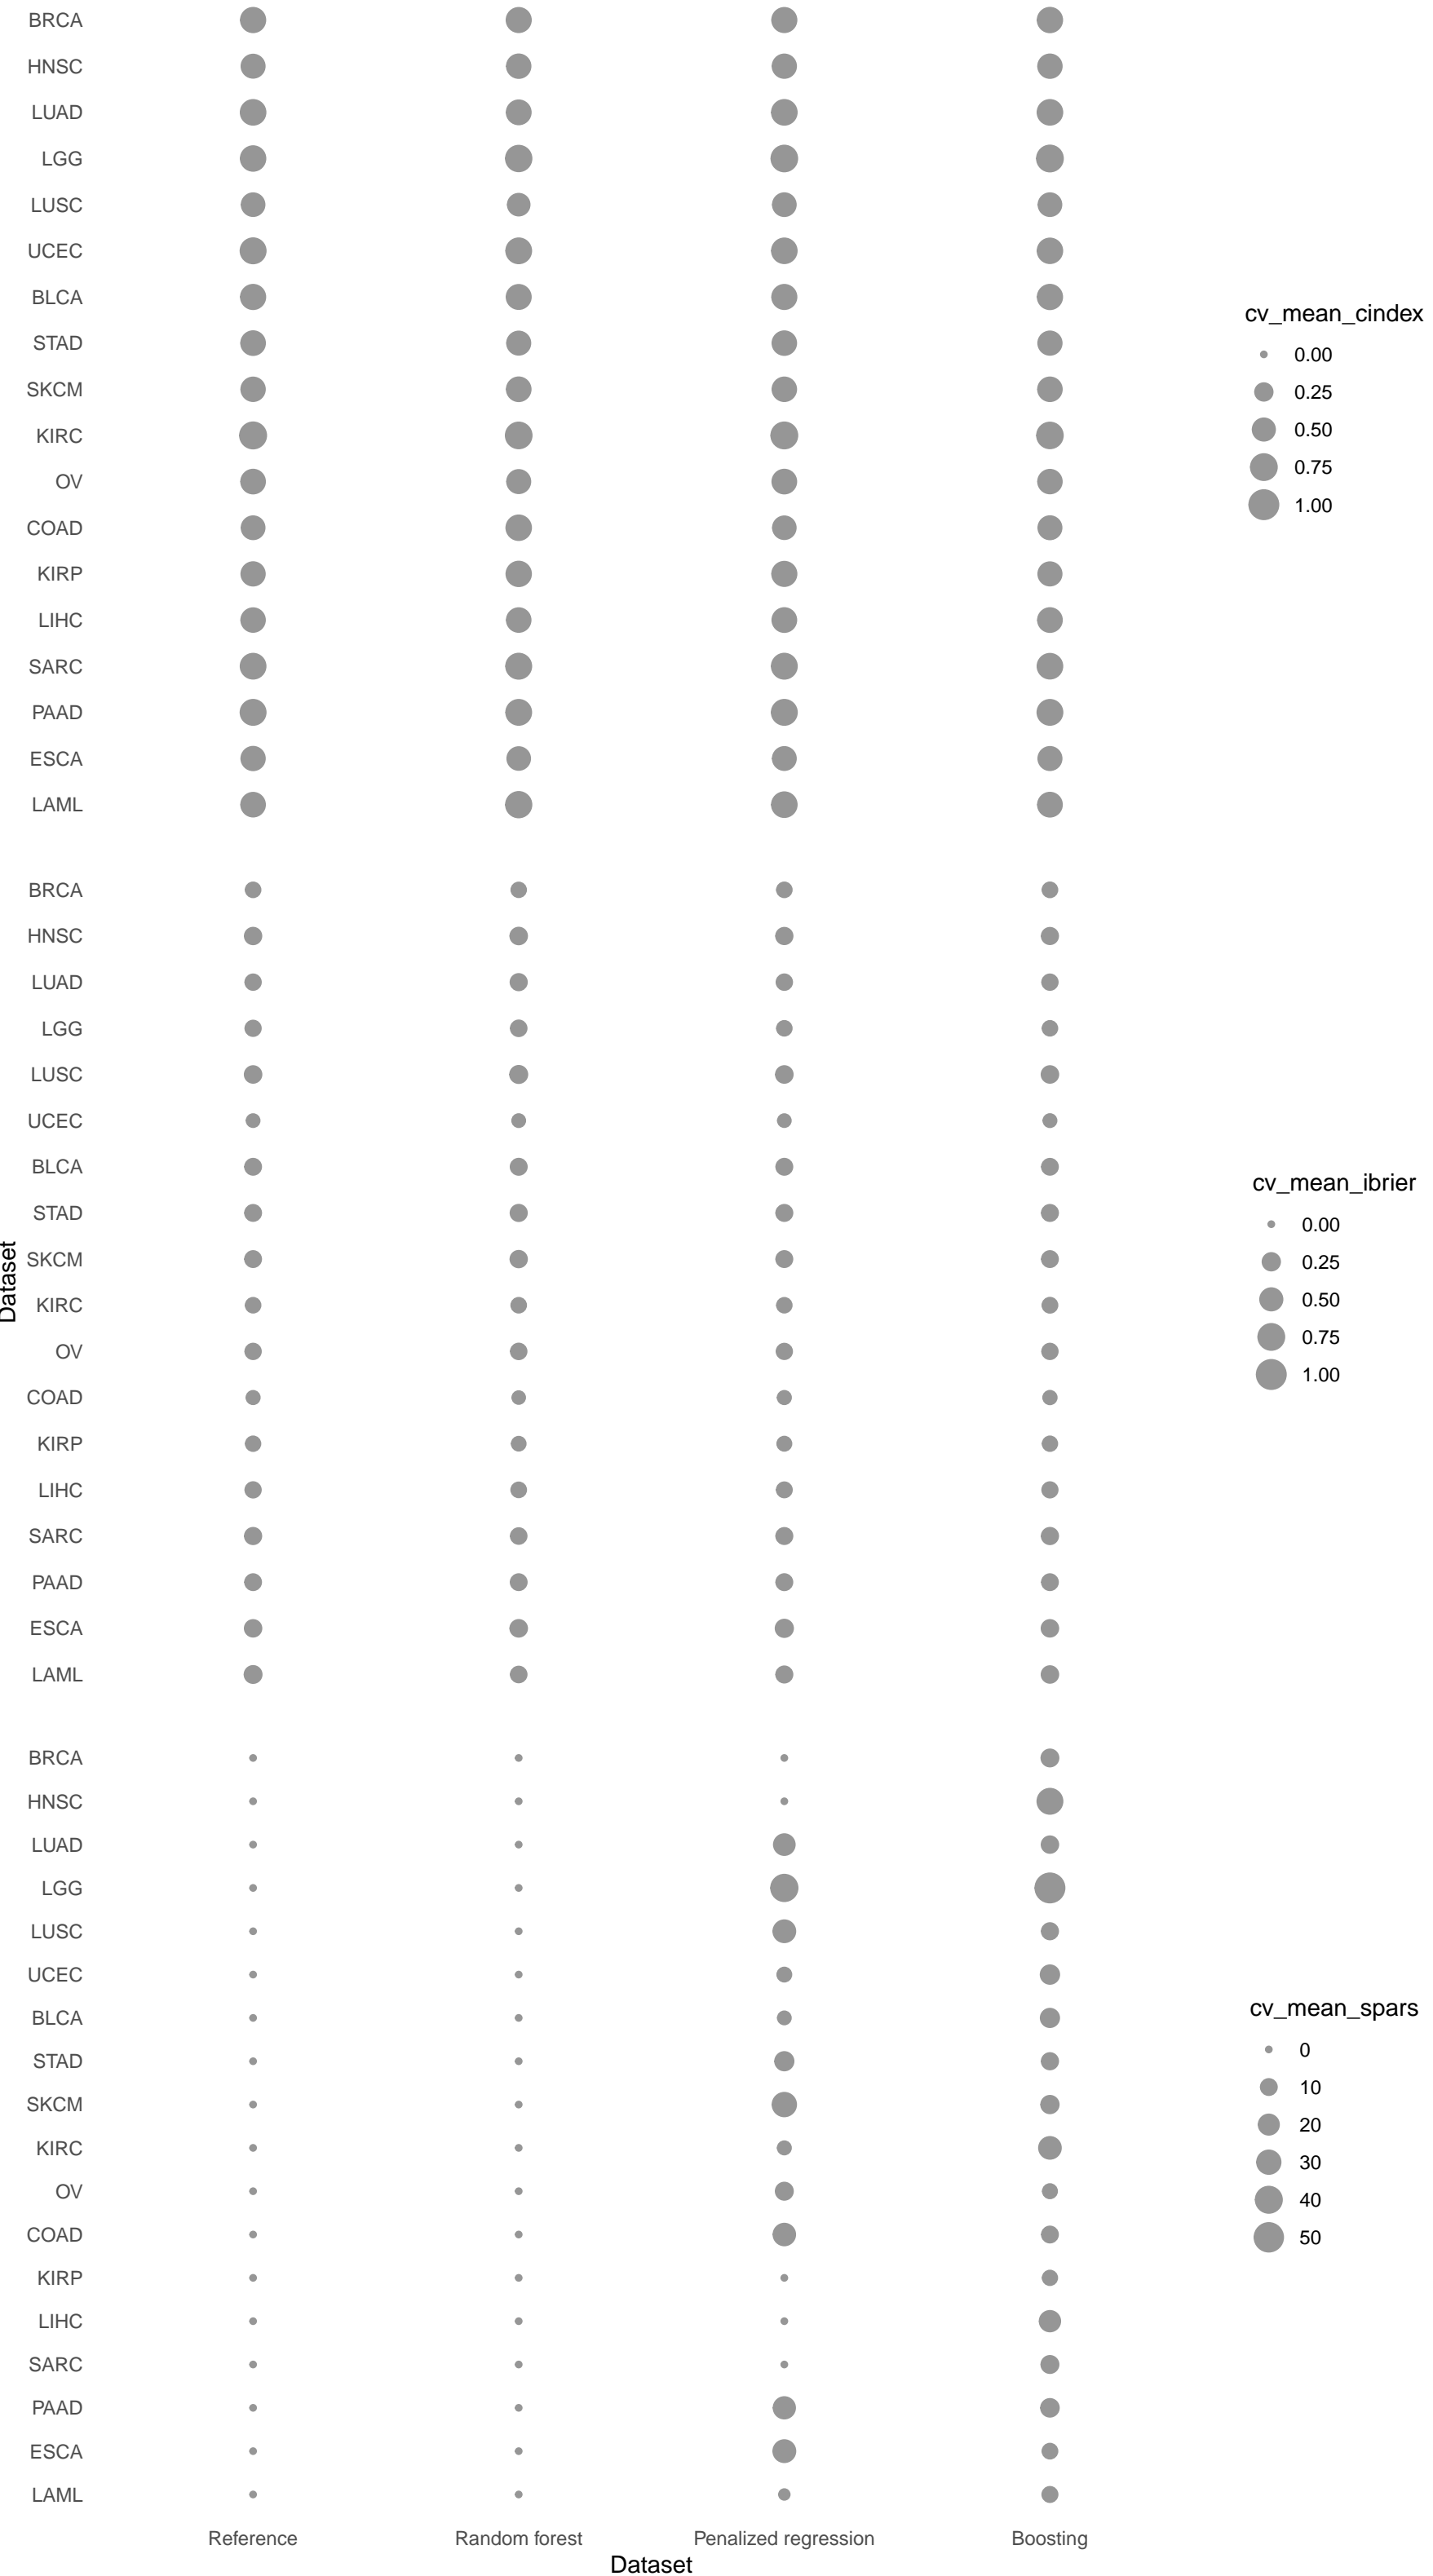 BRCA
HNSC
LUAD
LGG
LUSC
UCEC
BLCA
STAD
SKCM
KIRC
OV
COAD
KIRP
LIHC
SARC
PAAD
ESCA
LAML
cv_mean_cindex
0.00
0.25
0.50
0.75
1.00
BRCA
HNSC
LUAD
LGG
LUSC
UCEC
BLCA
STAD
SKCM
KIRC
OV
COAD
KIRP
LIHC
SARC
PAAD
ESCA
LAML
Dataset
cv_mean_ibrier
0.00
0.25
0.50
0.75
1.00
BRCA
HNSC
LUAD
LGG
LUSC
UCEC
BLCA
STAD
SKCM
KIRC
OV
COAD
KIRP
LIHC
SARC
PAAD
ESCA
LAML
cv_mean_spars
0
10
20
30
40
50
Reference Random forest Penalized regression Boosting
Dataset